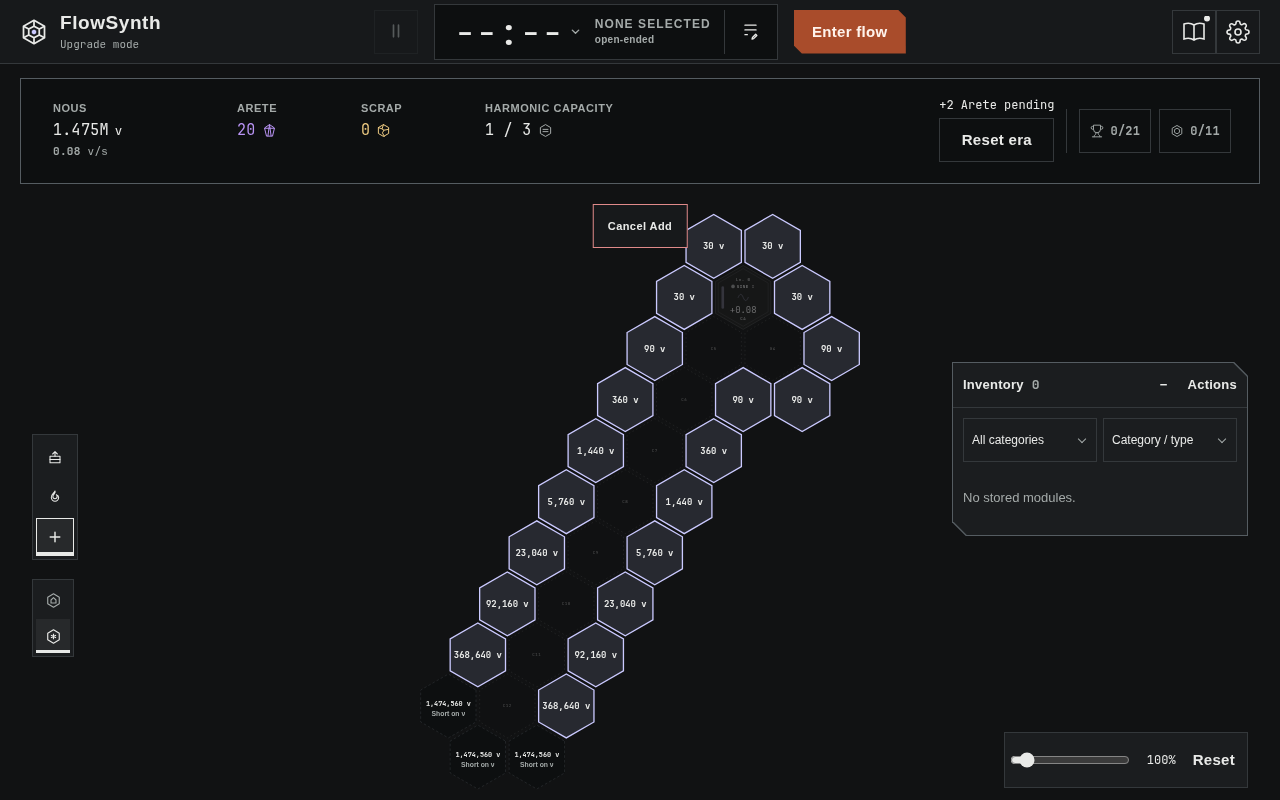 FlowSynth
Upgrade mode
--:--
NONE SELECTED
open-ended
Enter flow
NOUS
1.475M ν
0.08 ν/s
ARETE
20
SCRAP
0
HARMONIC CAPACITY
1 / 3
+2 Arete pending
Reset era
0/21
0/11
Cancel Add
30 ν
30 ν
30 ν
+0.08
30 ν
90 ν
90 ν
360 ν
90 ν
90 ν
1,440 ν
360 ν
5,760 ν
1,440 ν
23,040 ν
5,760 ν
92,160 ν
23,040 ν
368,640 ν
92,160 ν
1,474,560 ν
Short on ν
368,640 ν
1,474,560 ν
Short on ν
1,474,560 ν
Short on ν
Inventory 0
− Actions
All categories
Category / type
No stored modules.
100%
Reset